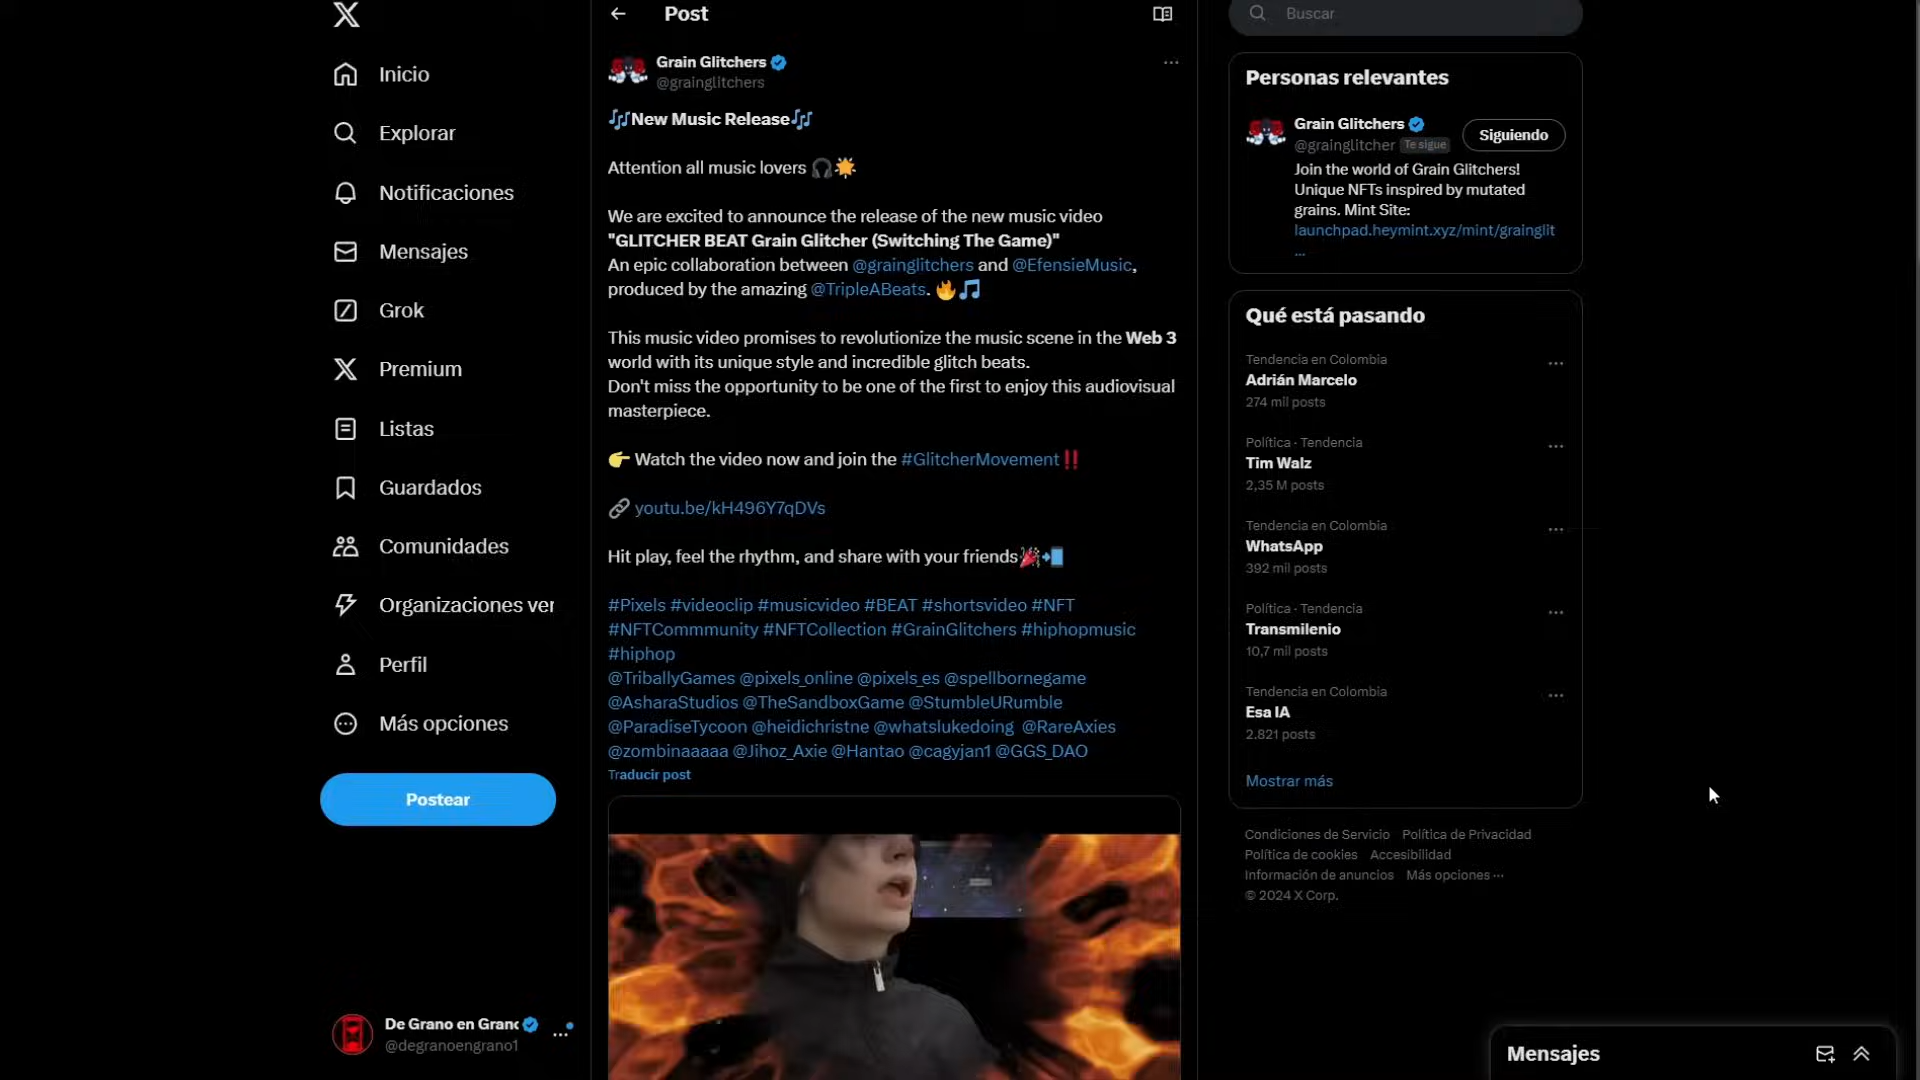 Inicio
Explorar
Notificaciones
Mensajes
Grok
Premium
Listas
Guardados
Comunidades
Organizaciones ver
Perfil
Más opciones
Postear
De Grano en Grano
@degranoengrano1
Post
Grain Glitchers
@grainglitchers
🎶New Music Release🎶
Attention all music lovers 🎧🌟
We are excited to announce the release of the new music video
"GLITCHER BEAT Grain Glitcher (Switching The Game)"
An epic collaboration between @grainglitchers and @EfensieMusic,
produced by the amazing @TripleABeats. 🔥🎵
This music video promises to revolutionize the music scene in the Web 3
world with its unique style and incredible glitch beats.
Don't miss the opportunity to be one of the first to enjoy this audiovisual
masterpiece.
👉 Watch the video now and join the #GlitcherMovement‼️
🔗 youtu.be/kH496Y7qDVs
Hit play, feel the rhythm, and share with your friends🎉📲
#Pixels #videoclip #musicvideo #BEAT #shortsvideo #NFT
#NFTCommmunity #NFTCollection #GrainGlitchers #hiphopmusic
#hiphop
@TriballyGames @pixels_online @pixels_es @spellbornegame
@AsharaStudios @TheSandboxGame @StumbleURumble
@ParadiseTycoon @heidichristne @whatslukedoing @RareAxies
@zombinaaaaa @Jihoz_Axie @Hantao @cagyjan1 @GGS_DAO
Traducir post
Buscar
Personas relevantes
Grain Glitchers
@grainglitcher Te sigue
Siguiendo
Join the world of Grain Glitchers!
Unique NFTs inspired by mutated
grains. Mint Site:
launchpad.heymint.xyz/mint/grainglit
...
Qué está pasando
Tendencia en Colombia
Adrián Marcelo
274 mil posts
Política · Tendencia
Tim Walz
2,35 M posts
Tendencia en Colombia
WhatsApp
392 mil posts
Política · Tendencia
Transmilenio
10,7 mil posts
Tendencia en Colombia
Esa IA
2.821 posts
Mostrar más
Condiciones de Servicio Política de Privacidad
Política de cookies Accesibilidad
Información de anuncios Más opciones ···
© 2024 X Corp.
Mensajes